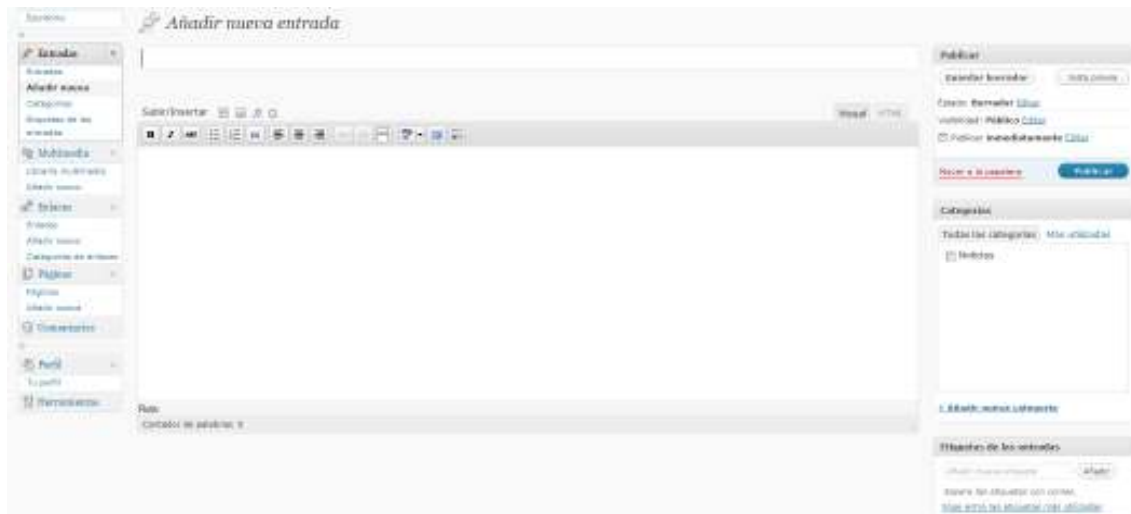 Escritorio
Entradas
Entradas
Añadir nueva
Categorías
Etiquetas de las
entradas
Multimedia
Librería multimedia
Añadir nuevo
Enlaces
Enlaces
Añadir nuevo
Categorías de enlaces
Páginas
Páginas
Añadir nueva
Comentarios
Perfil
Tu perfil
Herramientas
Añadir nueva entrada
Subir/Insertar
Visual HTML
Ruta:
Contador de palabras: 0
Publicar
Guardar borrador Vista previa
Estado: Borrador Editar
Visibilidad: Público Editar
Publicar inmediatamente Editar
Mover a la papelera Publicar
Categorías
Todas las categorías Más utilizadas
Noticias
+ Añadir nueva categoría
Etiquetas de las entradas
Añadir nueva etiqueta Añadir
Separa las etiquetas con comas.
Elige entre las etiquetas más utilizadas